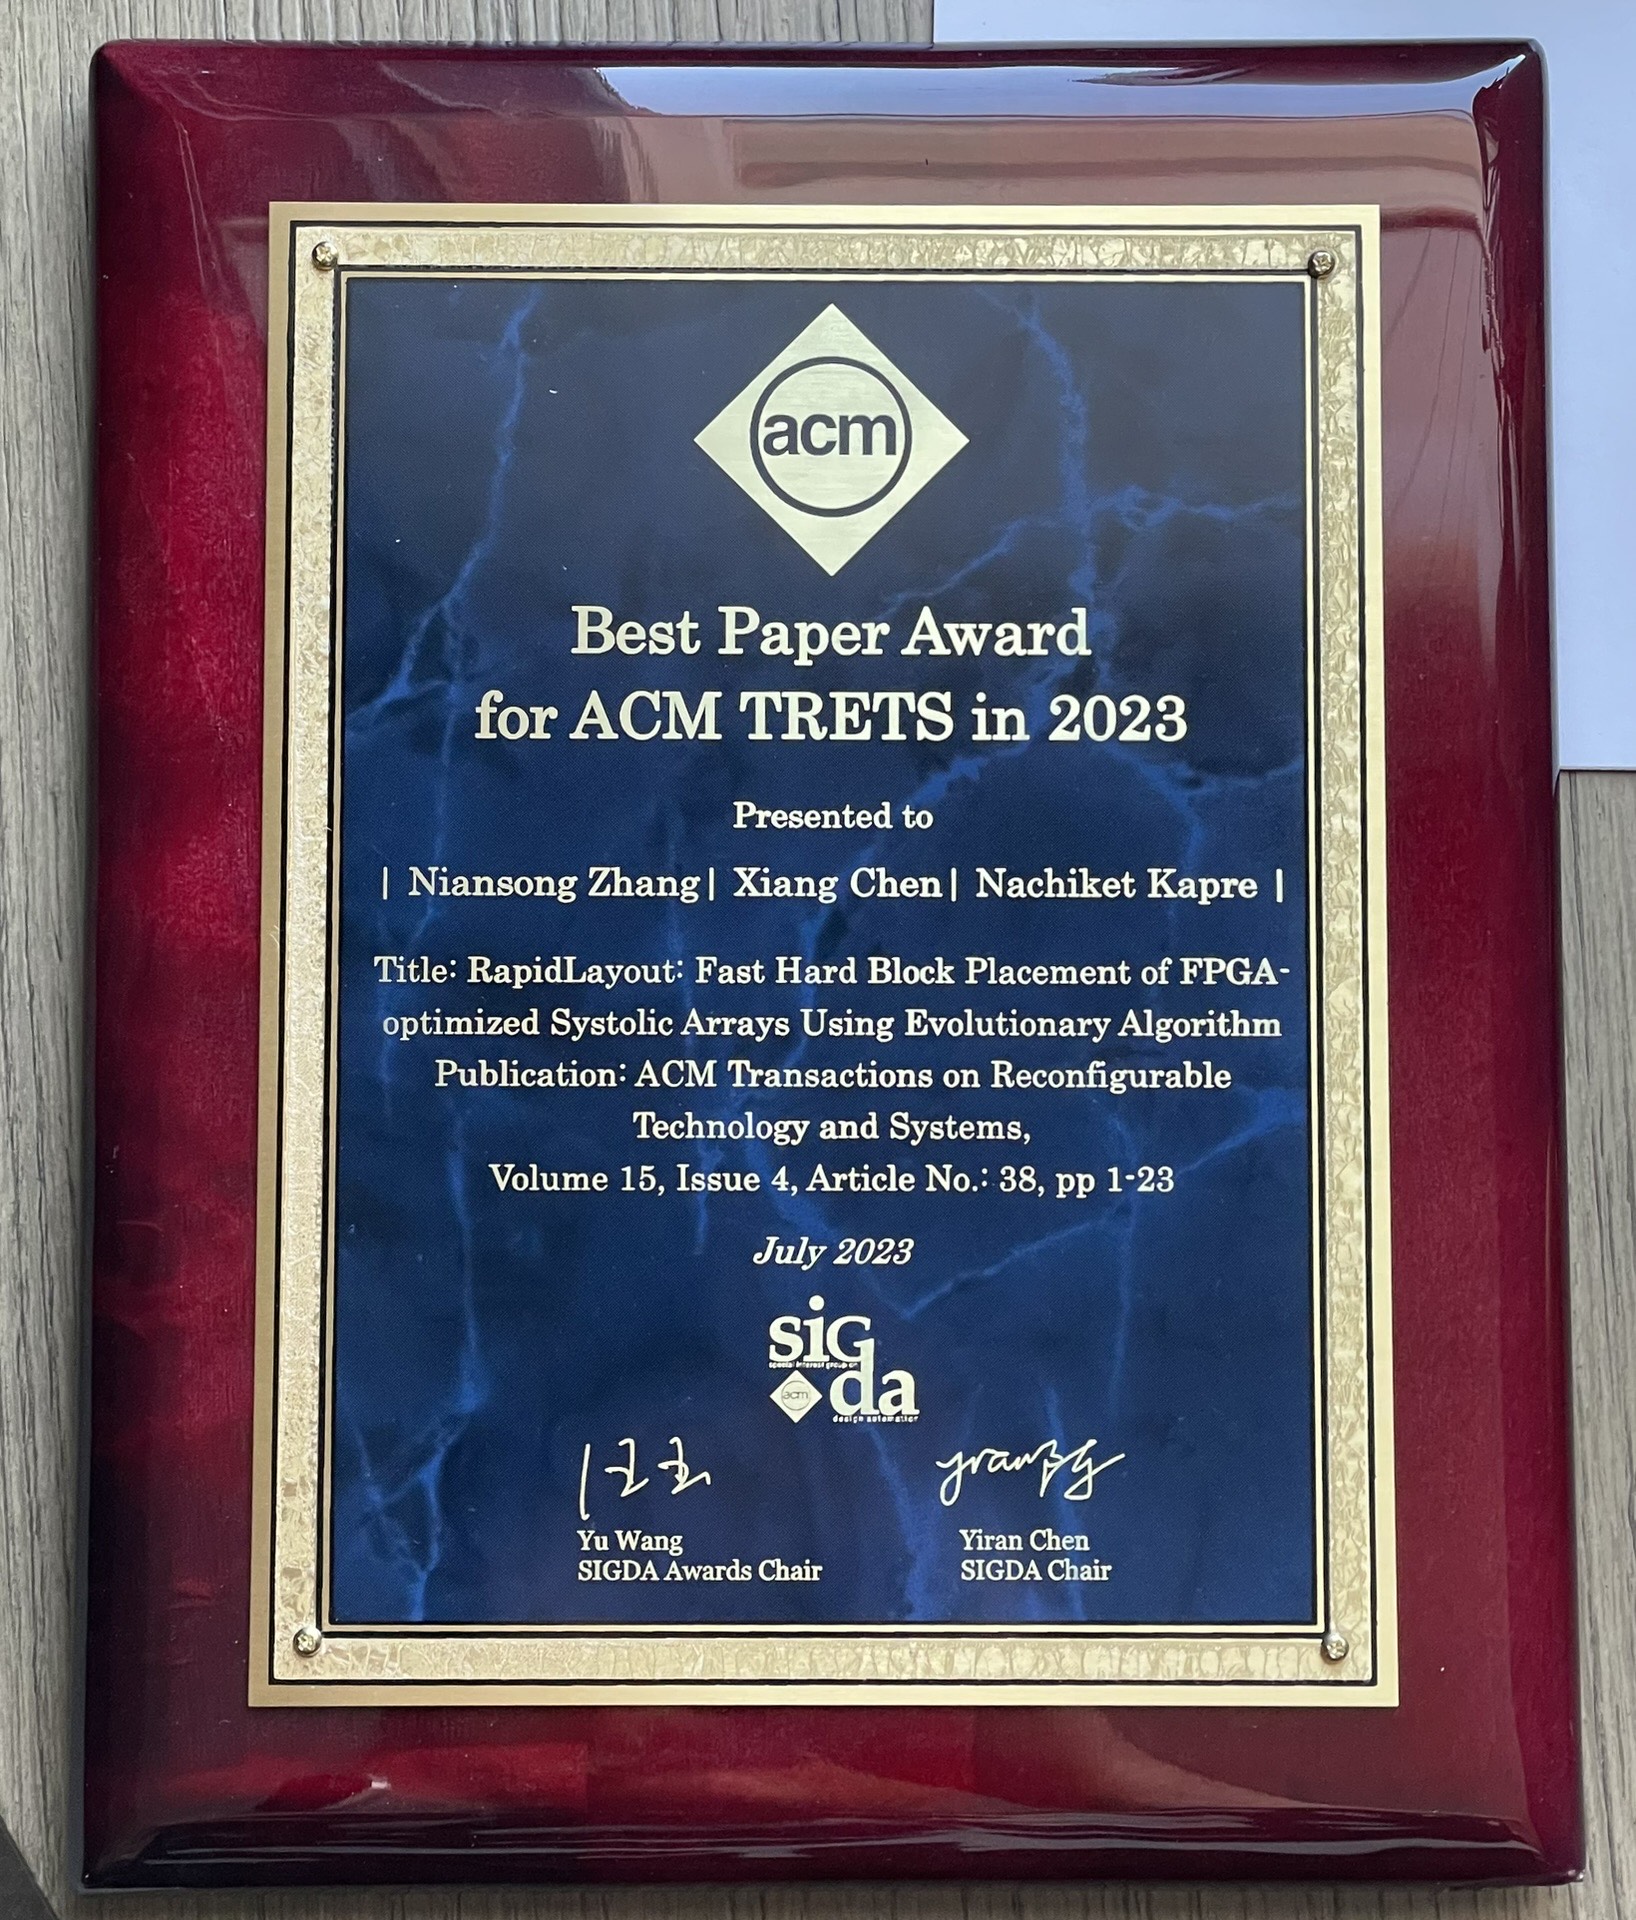 acm
Best Paper Award
for ACM TRETS in 2023
Presented to
| Niansong Zhang | Xiang Chen | Nachiket Kapre |
Title: RapidLayout: Fast Hard Block Placement of FPGA-
optimized Systolic Arrays Using Evolutionary Algorithm
Publication: ACM Transactions on Reconfigurable
Technology and Systems,
Volume 15, Issue 4, Article No.: 38, pp 1-23
July 2023
sig
special interest group on
acm da
design automation
Yu Wang
SIGDA Awards Chair
Yiran Chen
SIGDA Chair